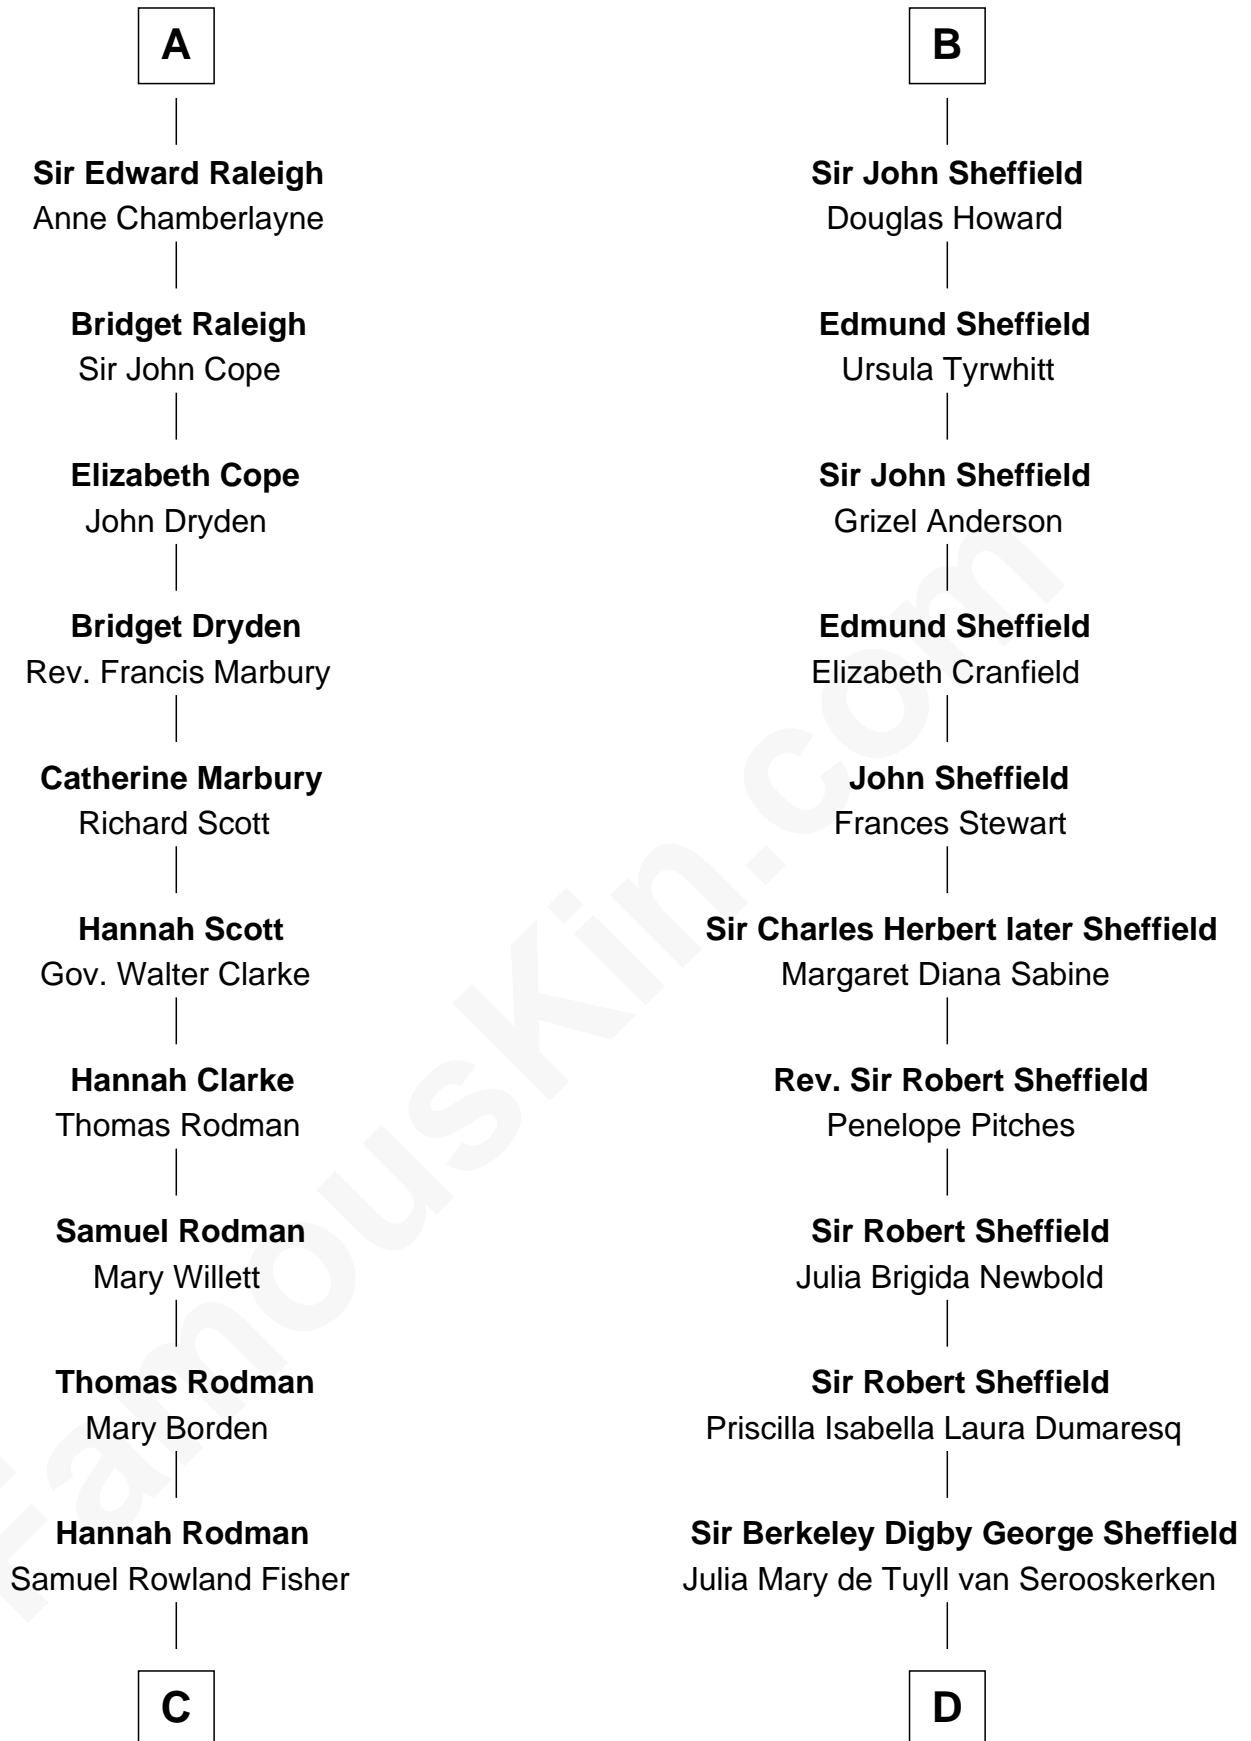 A
Sir Edward Raleigh
Anne Chamberlayne
Bridget Raleigh
Sir John Cope
Elizabeth Cope
John Dryden
Bridget Dryden
Rev. Francis Marbury
Catherine Marbury
Richard Scott
Hannah Scott
Gov. Walter Clarke
Hannah Clarke
Thomas Rodman
Samuel Rodman
Mary Willett
Thomas Rodman
Mary Borden
Hannah Rodman
Samuel Rowland Fisher
C
B
Sir John Sheffield
Douglas Howard
Edmund Sheffield
Ursula Tyrwhitt
Sir John Sheffield
Grizel Anderson
Edmund Sheffield
Elizabeth Cranfield
John Sheffield
Frances Stewart
Sir Charles Herbert later Sheffield
Margaret Diana Sabine
Rev. Sir Robert Sheffield
Penelope Pitches
Sir Robert Sheffield
Julia Brigida Newbold
Sir Robert Sheffield
Priscilla Isabella Laura Dumaresq
Sir Berkeley Digby George Sheffield
Julia Mary de Tuyll van Serooskerken
D
FamousKin.com